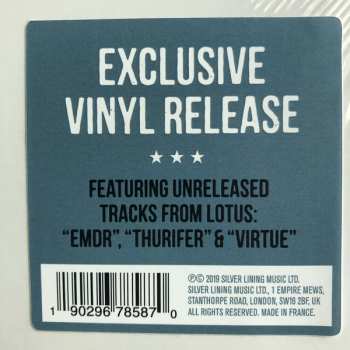 EXCLUSIVE
VINYL RELEASE
★ ★ ★
FEATURING UNRELEASED
TRACKS FROM LOTUS:
"EMDR", "THURIFER" & "VIRTUE"
℗© 2019 SILVER LINING MUSIC LTD.
SILVER LINING MUSIC LTD., 1 EMPIRE MEWS,
STANTHORPE ROAD, LONDON, SW16 2BF, UK
ALL RIGHTS RESERVED. MADE IN FRANCE.
1 90296 78587 0